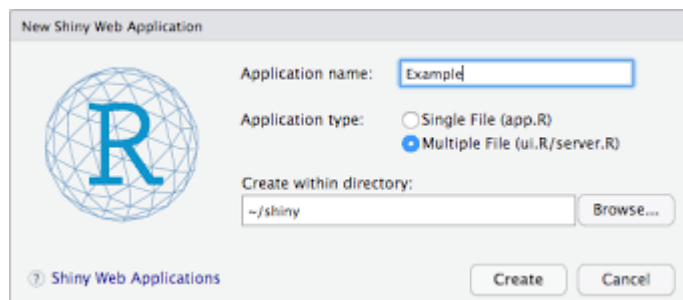 New Shiny Web Application
Application name: Example
Application type: Single File (app.R)
Multiple File (ui.R/server.R)
R
Create within directory:
~/shiny Browse...
? Shiny Web Applications Create Cancel